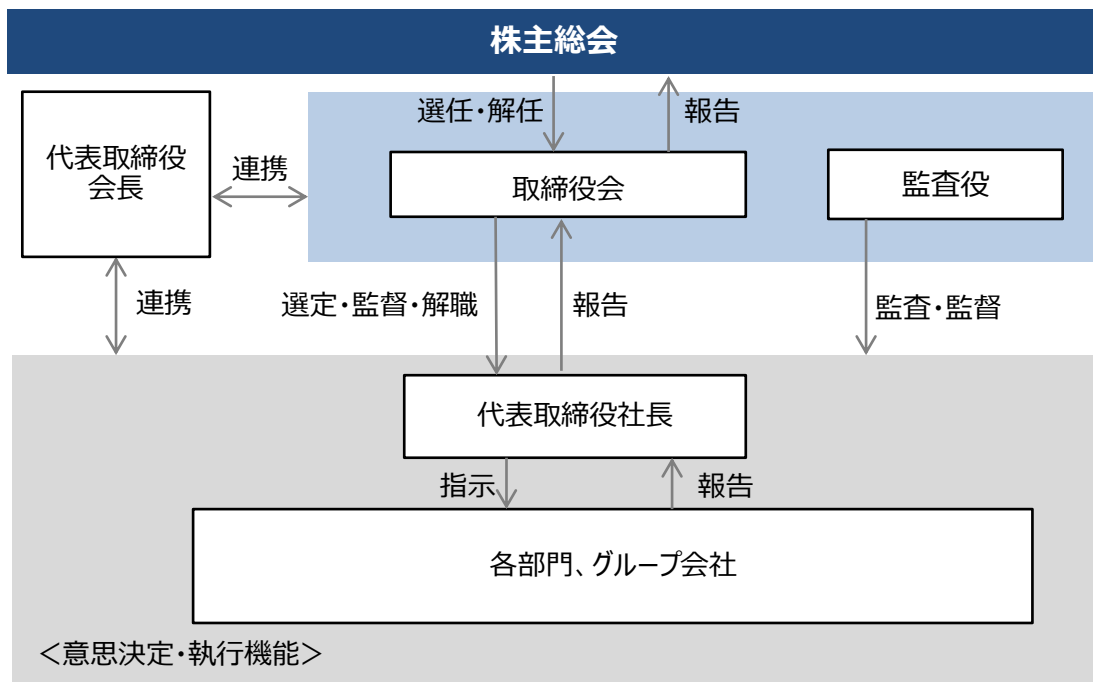 株主総会
選任・解任
報告
代表取締役
会長
連携
取締役会
監査役
連携
選定・監督・解職
報告
監査・監督
代表取締役社長
指示
報告
各部門、グループ会社
＜意思決定・執行機能＞